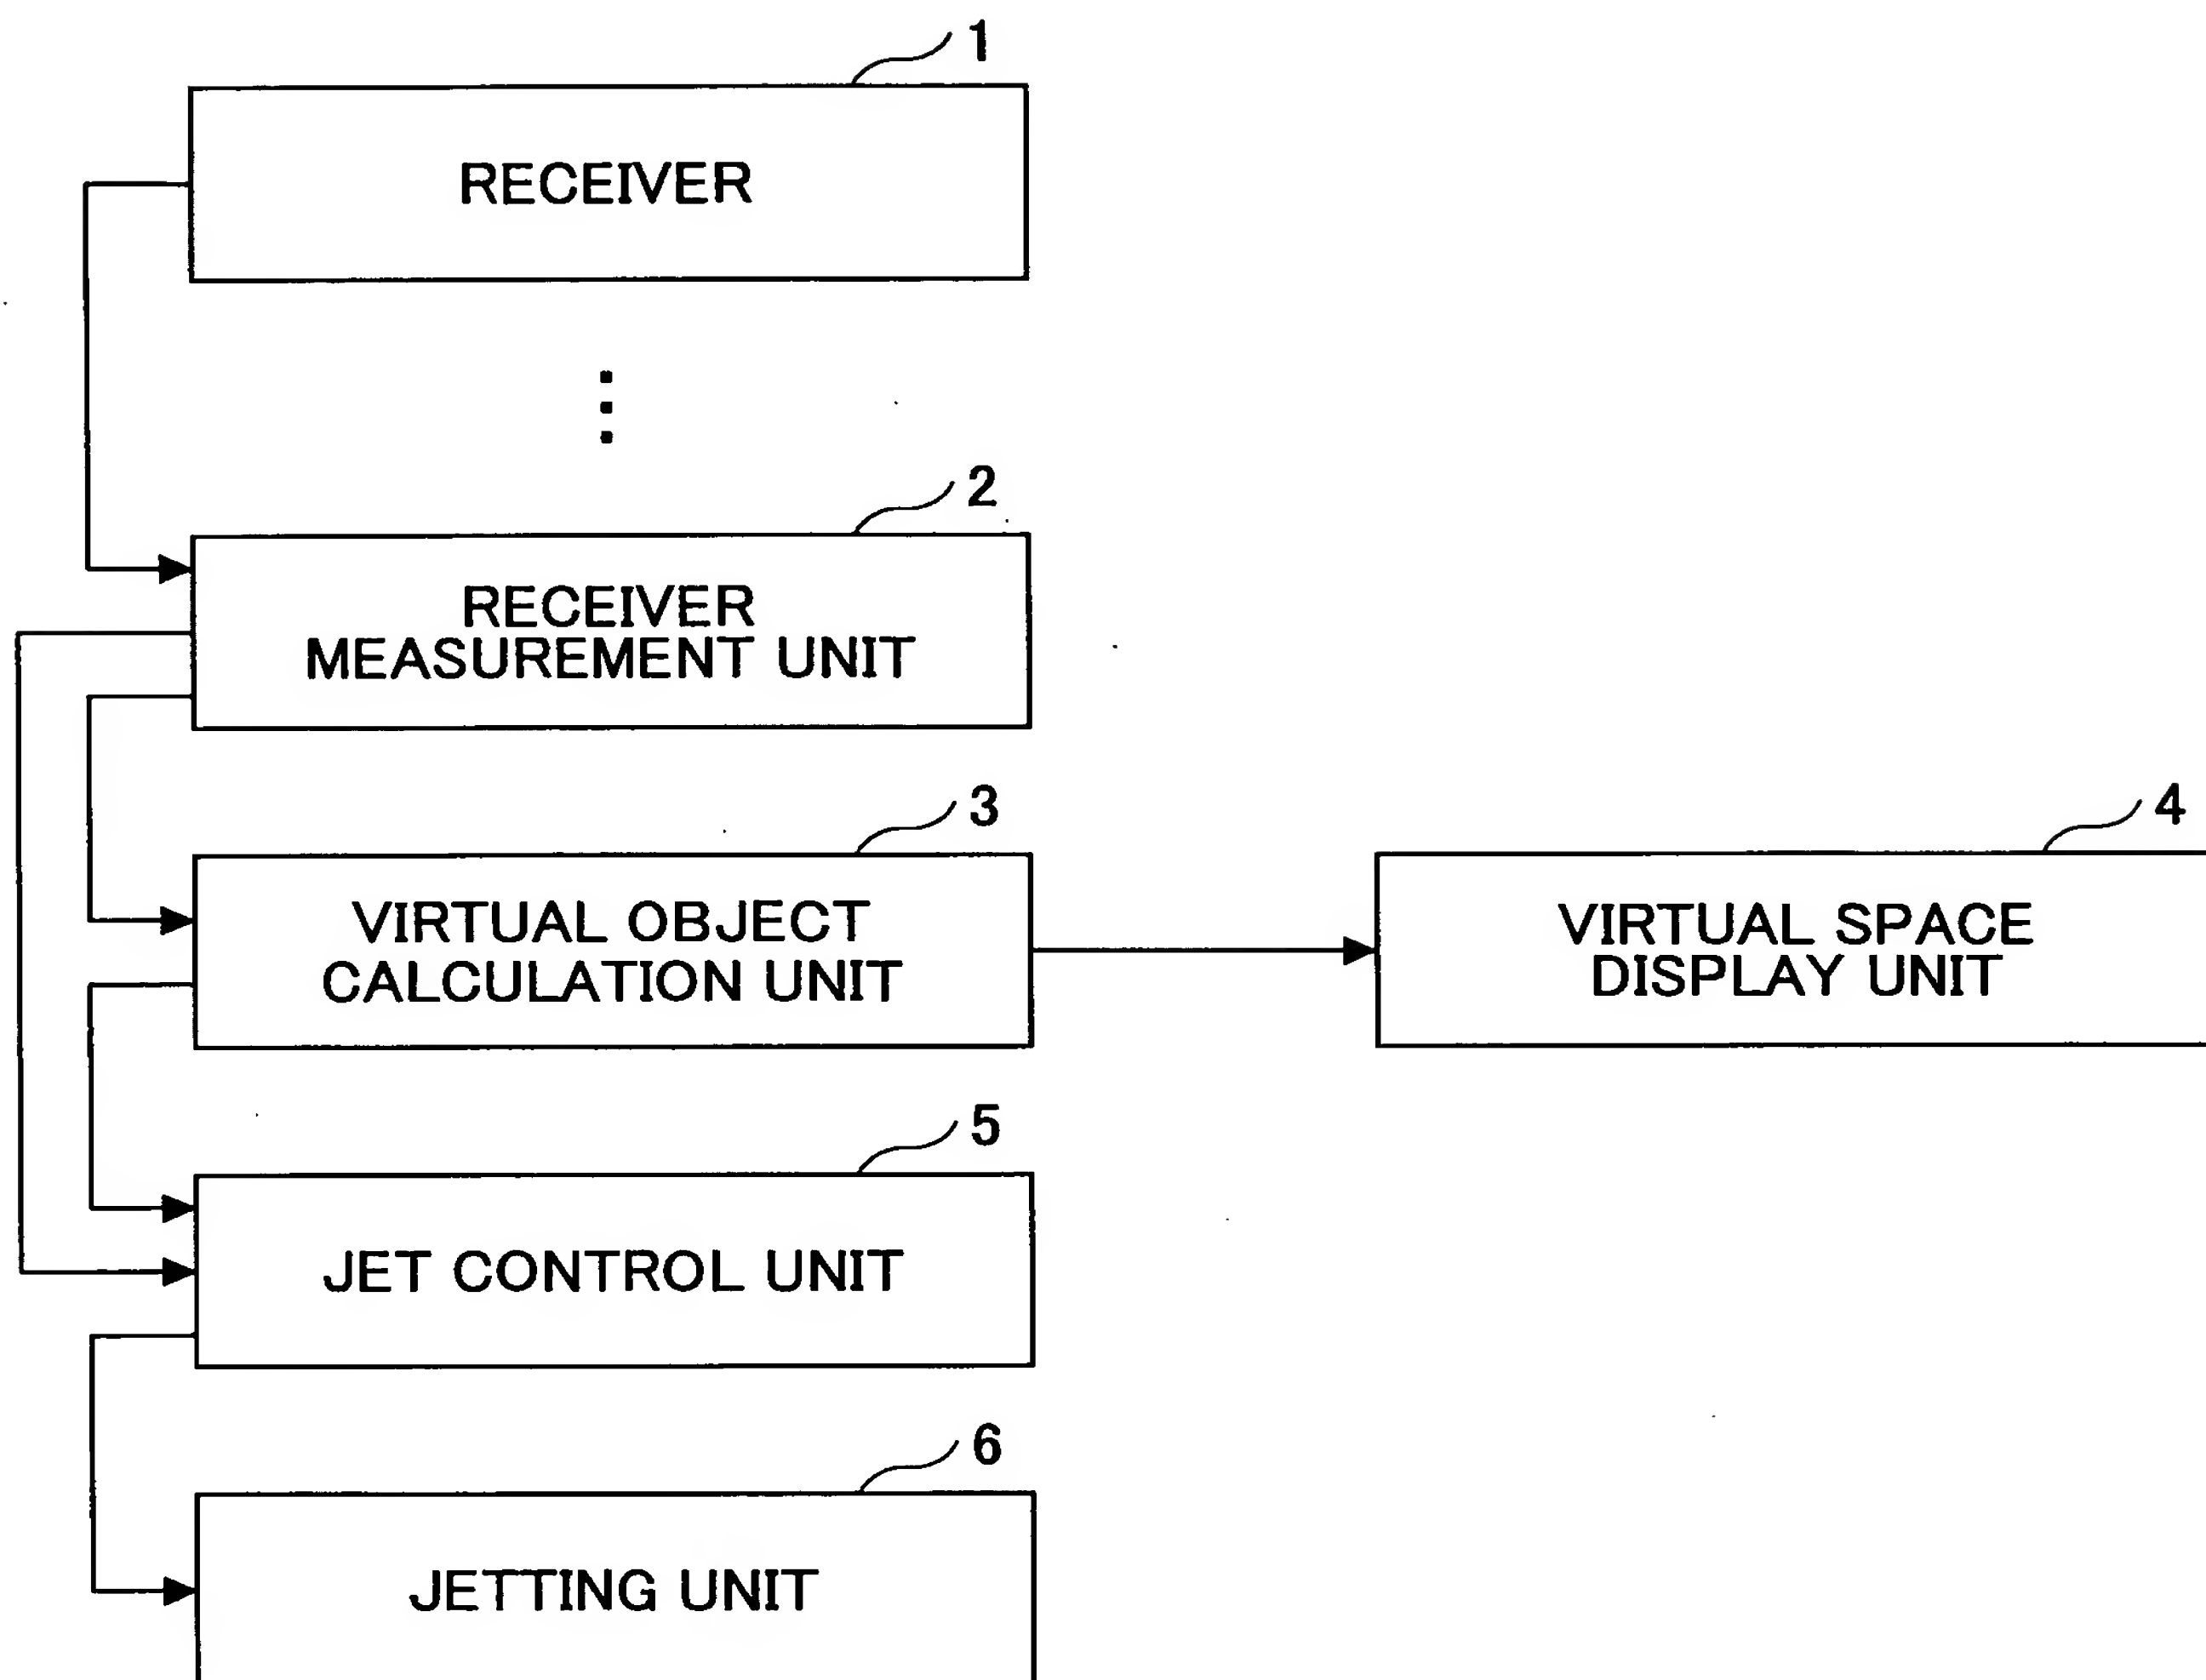 1
RECEIVER
2
RECEIVER
MEASUREMENT UNIT
3
VIRTUAL OBJECT
CALCULATION UNIT
4
VIRTUAL SPACE
DISPLAY UNIT
5
JET CONTROL UNIT
6
JETTING UNIT